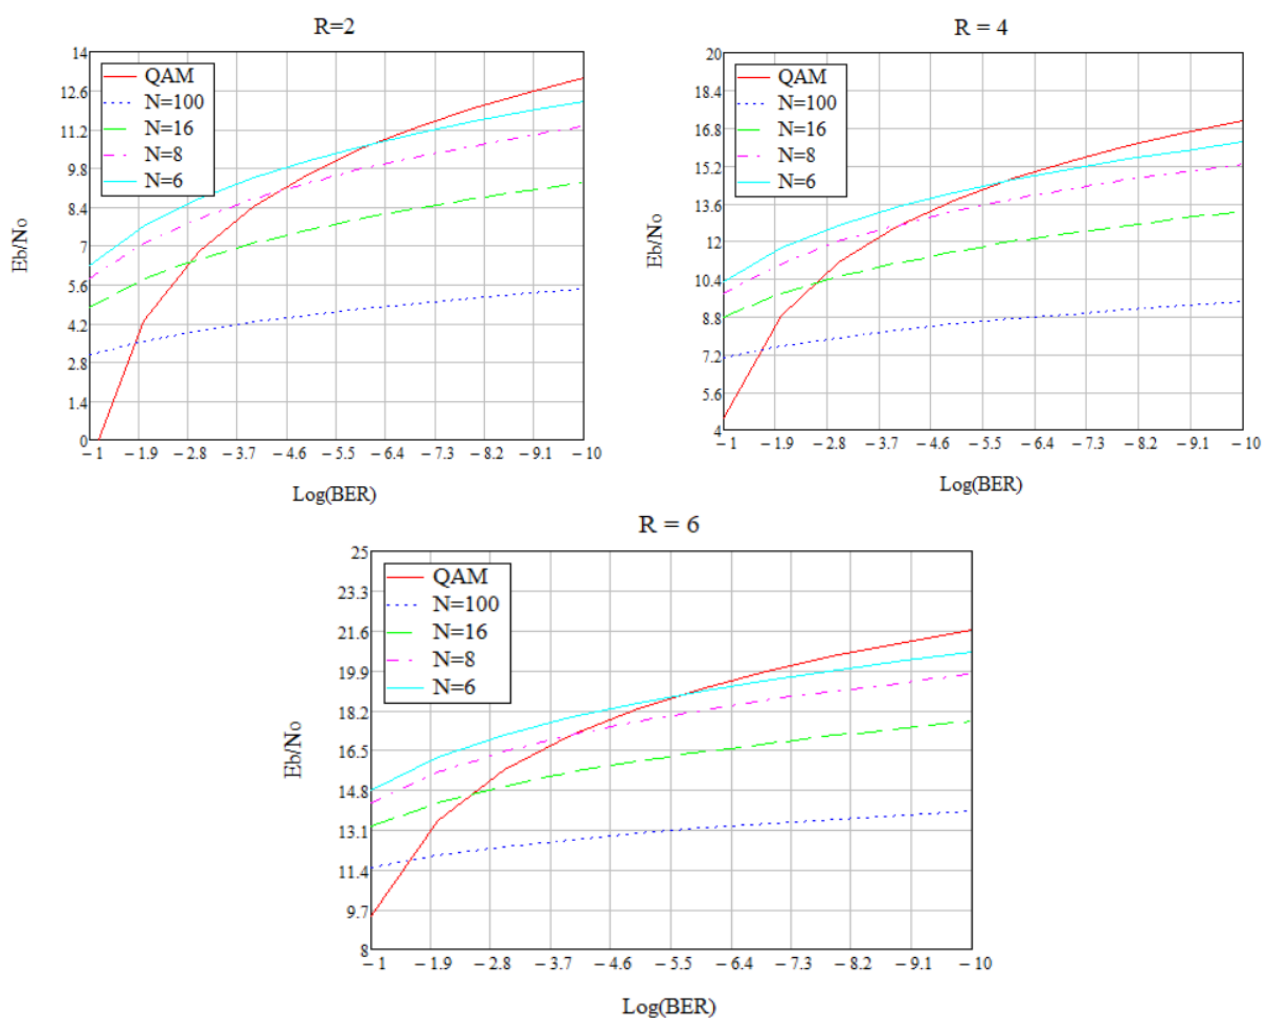 R=2
14
12.6
11.2
9.8
8.4
7
5.6
4.2
2.8
1.4
0
QAM
N=100
N=16
N=8
N=6
Eb/No
− 1 − 1.9 − 2.8 − 3.7 − 4.6 − 5.5 − 6.4 − 7.3 − 8.2 − 9.1 − 10
Log(BER)
R = 4
20
18.4
16.8
15.2
13.6
12
10.4
8.8
7.2
5.6
4
QAM
N=100
N=16
N=8
N=6
Eb/No
− 1 − 1.9 − 2.8 − 3.7 − 4.6 − 5.5 − 6.4 − 7.3 − 8.2 − 9.1 − 10
Log(BER)
R = 6
25
23.3
21.6
19.9
18.2
16.5
14.8
13.1
11.4
9.7
8
QAM
N=100
N=16
N=8
N=6
Eb/No
− 1 − 1.9 − 2.8 − 3.7 − 4.6 − 5.5 − 6.4 − 7.3 − 8.2 − 9.1 − 10
Log(BER)